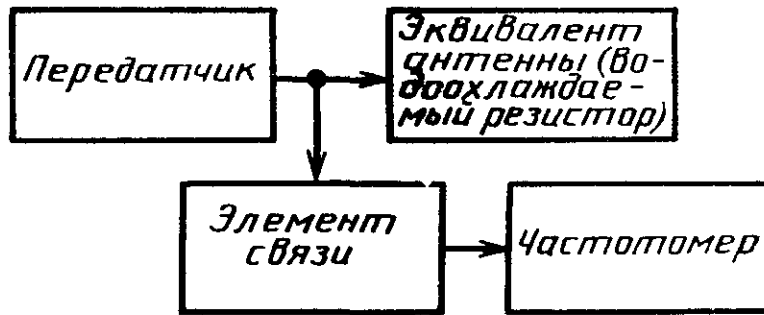 Передатчик
Эквивалент
антенны (во-
доохлаждае-
мый резистор)
Элемент
связи
Частотомер